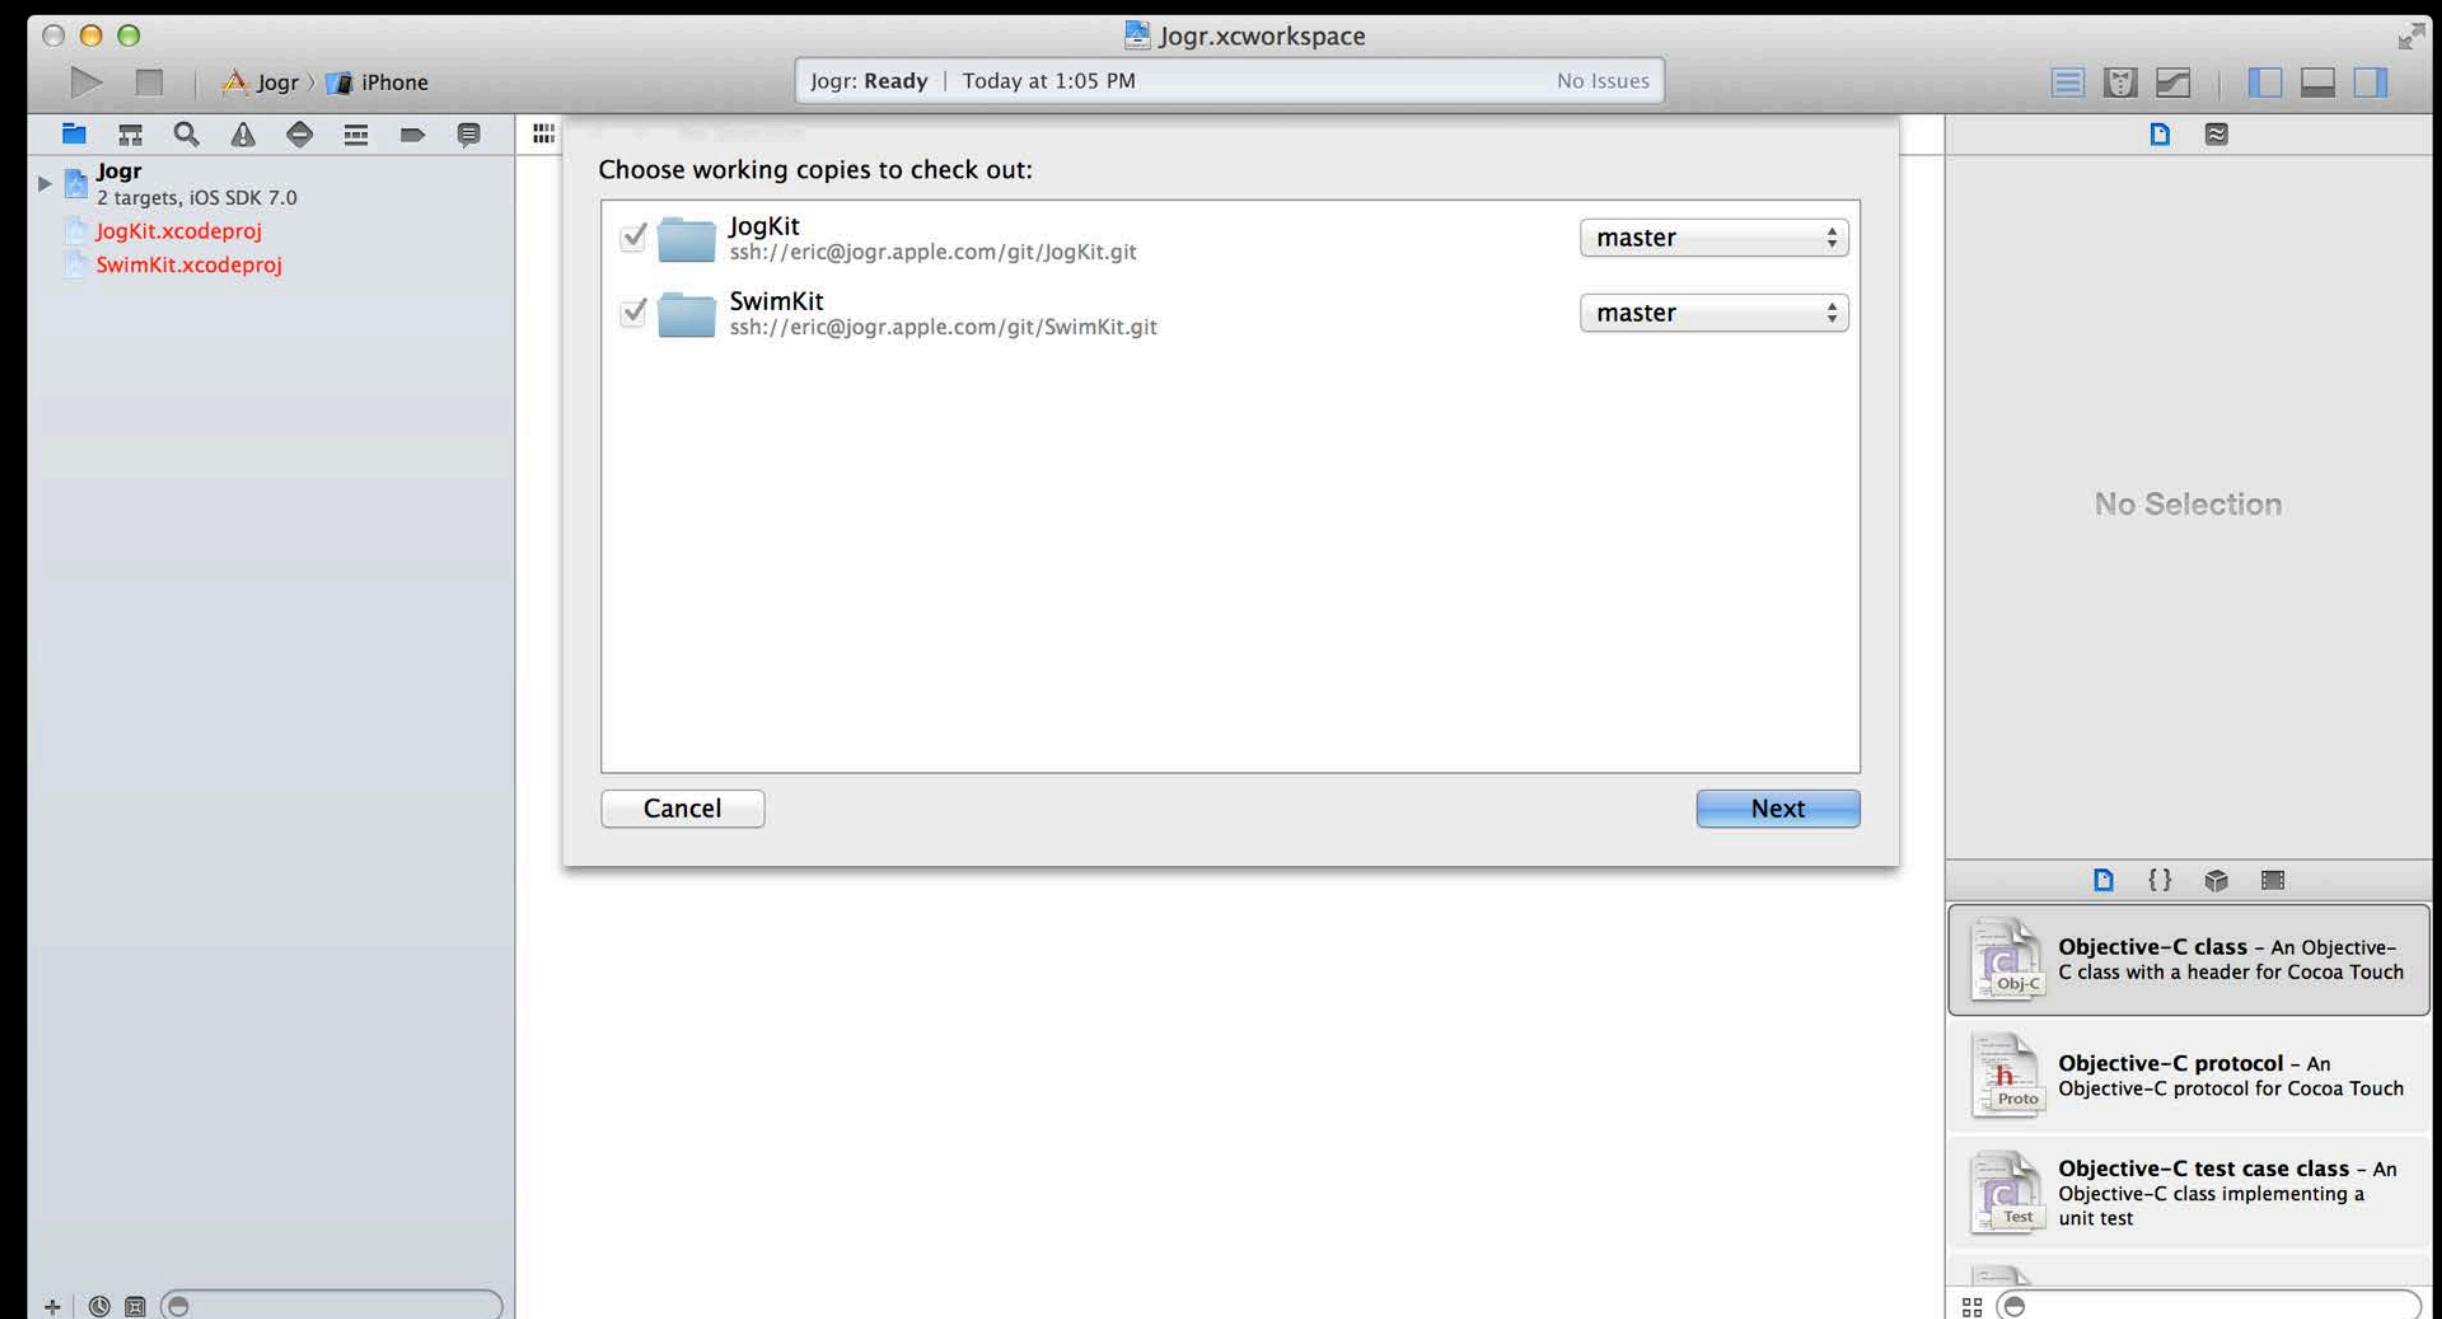 Jogr.xcworkspace
Jogr
iPhone
Jogr: Ready | Today at 1:05 PM
No Issues
Jogr
2 targets, iOS SDK 7.0
JogKit.xcodeproj
SwimKit.xcodeproj
Choose working copies to check out:
JogKit
ssh://eric@jogr.apple.com/git/JogKit.git
master
SwimKit
ssh://eric@jogr.apple.com/git/SwimKit.git
master
Cancel
Next
No Selection
{}
C
Obj-C
Objective-C class – An Objective-
C class with a header for Cocoa Touch
h
Proto
Objective-C protocol – An
Objective-C protocol for Cocoa Touch
C
Test
Objective-C test case class – An
Objective-C class implementing a
unit test